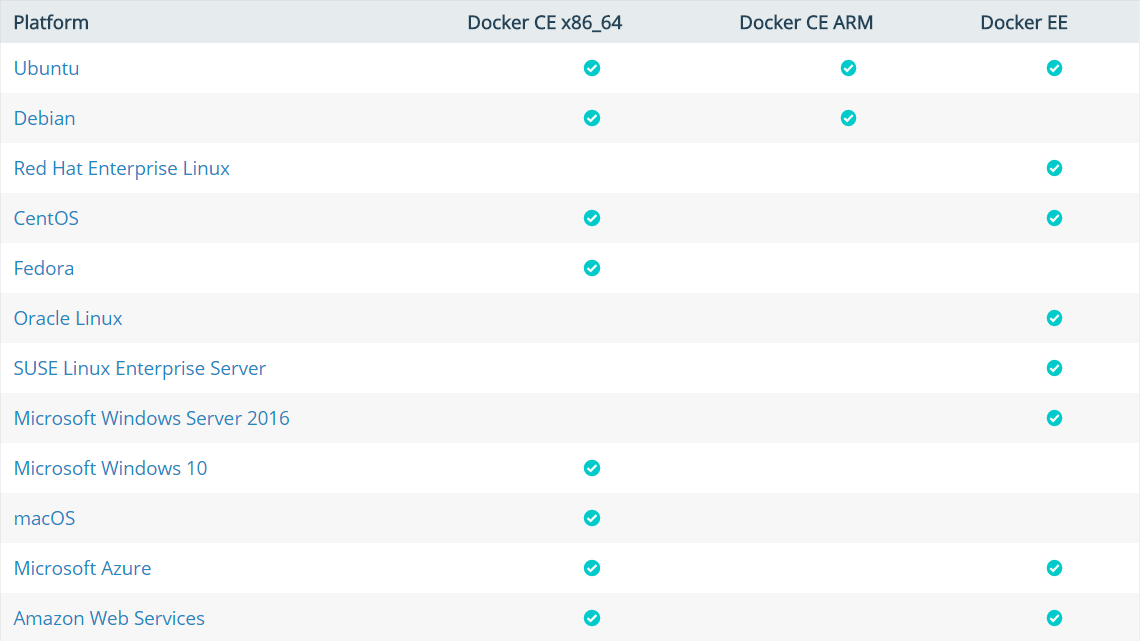 Platform Docker CE x86_64 Docker CE ARM Docker EE
Ubuntu
Debian
Red Hat Enterprise Linux
CentOS
Fedora
Oracle Linux
SUSE Linux Enterprise Server
Microsoft Windows Server 2016
Microsoft Windows 10
macOS
Microsoft Azure
Amazon Web Services